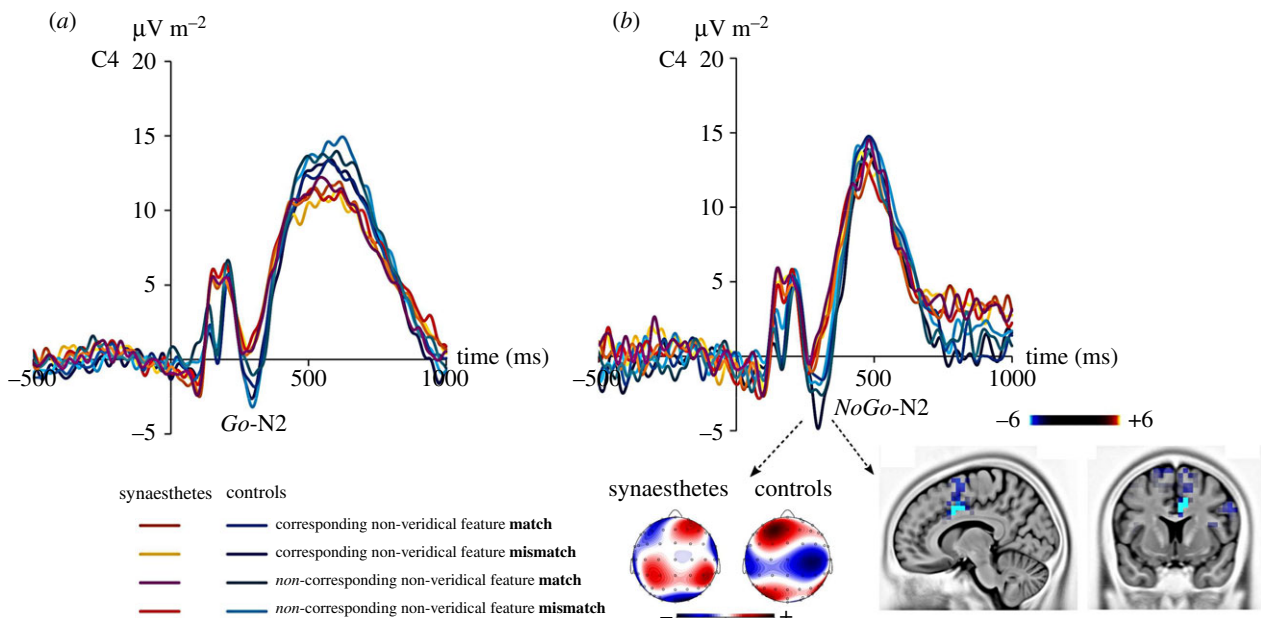 (a)
μV m–2
C4
20
15
10
5
–5
–500
500
1000
time (ms)
Go-N2
(b)
μV m–2
C4
20
15
10
5
–5
–500
500
1000
time (ms)
NoGo-N2
–6 +6
synaesthetes controls
corresponding non-veridical feature match
corresponding non-veridical feature mismatch
non-corresponding non-veridical feature match
non-corresponding non-veridical feature mismatch
synaesthetes controls
– +